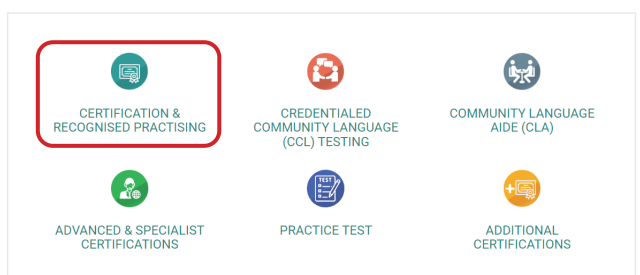 CERTIFICATION &
RECOGNISED PRACTISING
CREDENTIALED
COMMUNITY LANGUAGE
(CCL) TESTING
COMMUNITY LANGUAGE
AIDE (CLA)
TEST
ADVANCED & SPECIALIST
CERTIFICATIONS
PRACTICE TEST
ADDITIONAL
CERTIFICATIONS